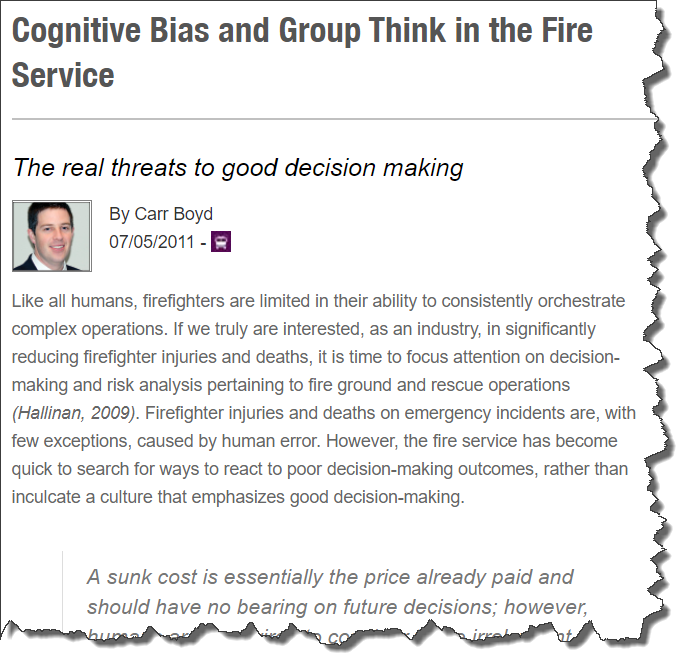 Cognitive Bias and Group Think in the Fire
Service
The real threats to good decision making
By Carr Boyd
07/05/2011 -
Like all humans, firefighters are limited in their ability to consistently orchestrate
complex operations. If we truly are interested, as an industry, in significantly
reducing firefighter injuries and deaths, it is time to focus attention on decision-
making and risk analysis pertaining to fire ground and rescue operations
(Hallinan, 2009). Firefighter injuries and deaths on emergency incidents are, with
few exceptions, caused by human error. However, the fire service has become
quick to search for ways to react to poor decision-making outcomes, rather than
inculcate a culture that emphasizes good decision-making.
A sunk cost is essentially the price already paid and
should have no bearing on future decisions; however,